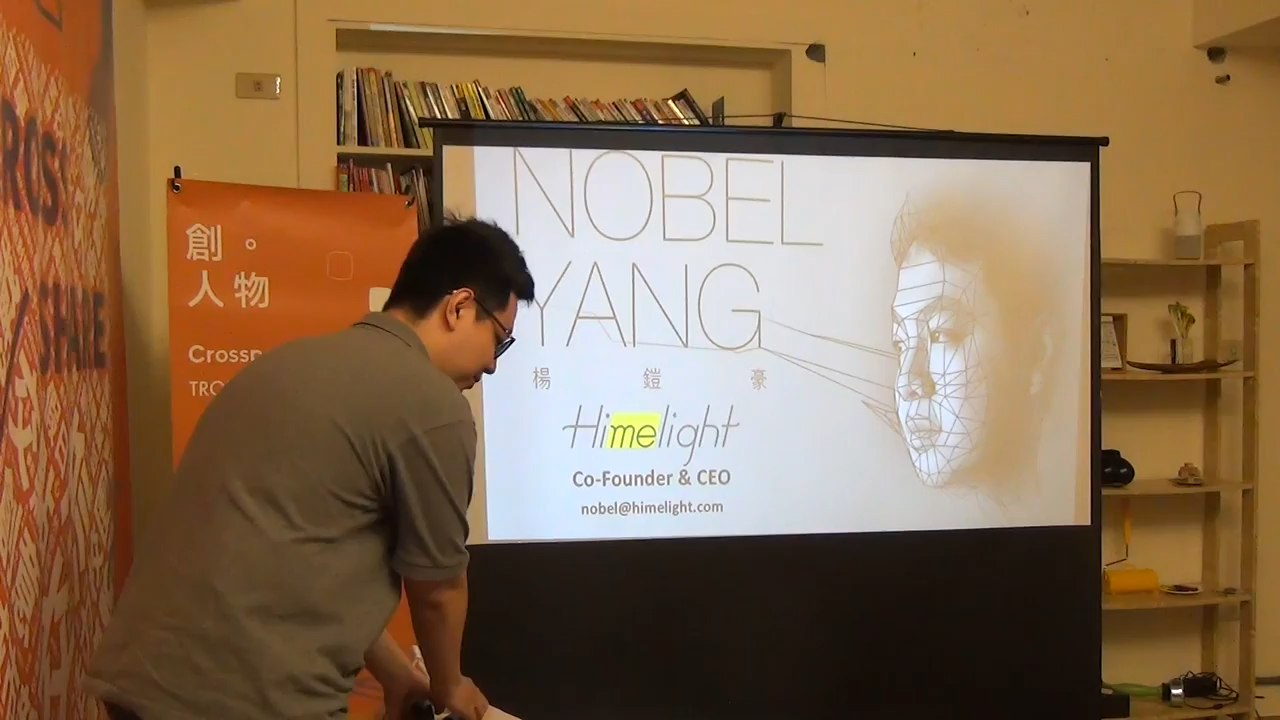 創。
人物
NOBEL
YANG
楊 鎧 豪
Himelight
Co-Founder & CEO
nobel@himelight.com